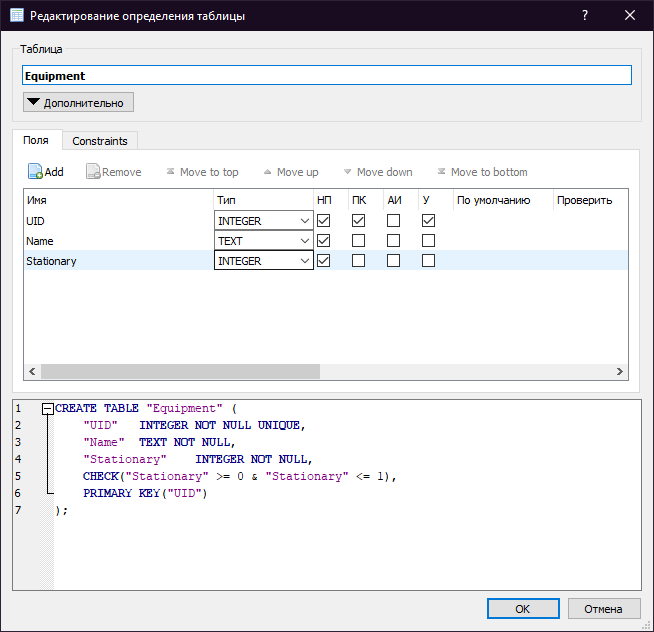 Редактирование определения таблицы
?
Таблица
Equipment
Дополнительно
Поля Constraints
Add Remove Move to top Move up Move down Move to bottom
Имя Тип НП ПК АИ У По умолчанию Проверить
UID INTEGER
Name TEXT
Stationary INTEGER
1 CREATE TABLE "Equipment" (
2 "UID" INTEGER NOT NULL UNIQUE,
3 "Name" TEXT NOT NULL,
4 "Stationary" INTEGER NOT NULL,
5 CHECK("Stationary" >= 0 & "Stationary" <= 1),
6 PRIMARY KEY("UID")
7 );
OK Отмена